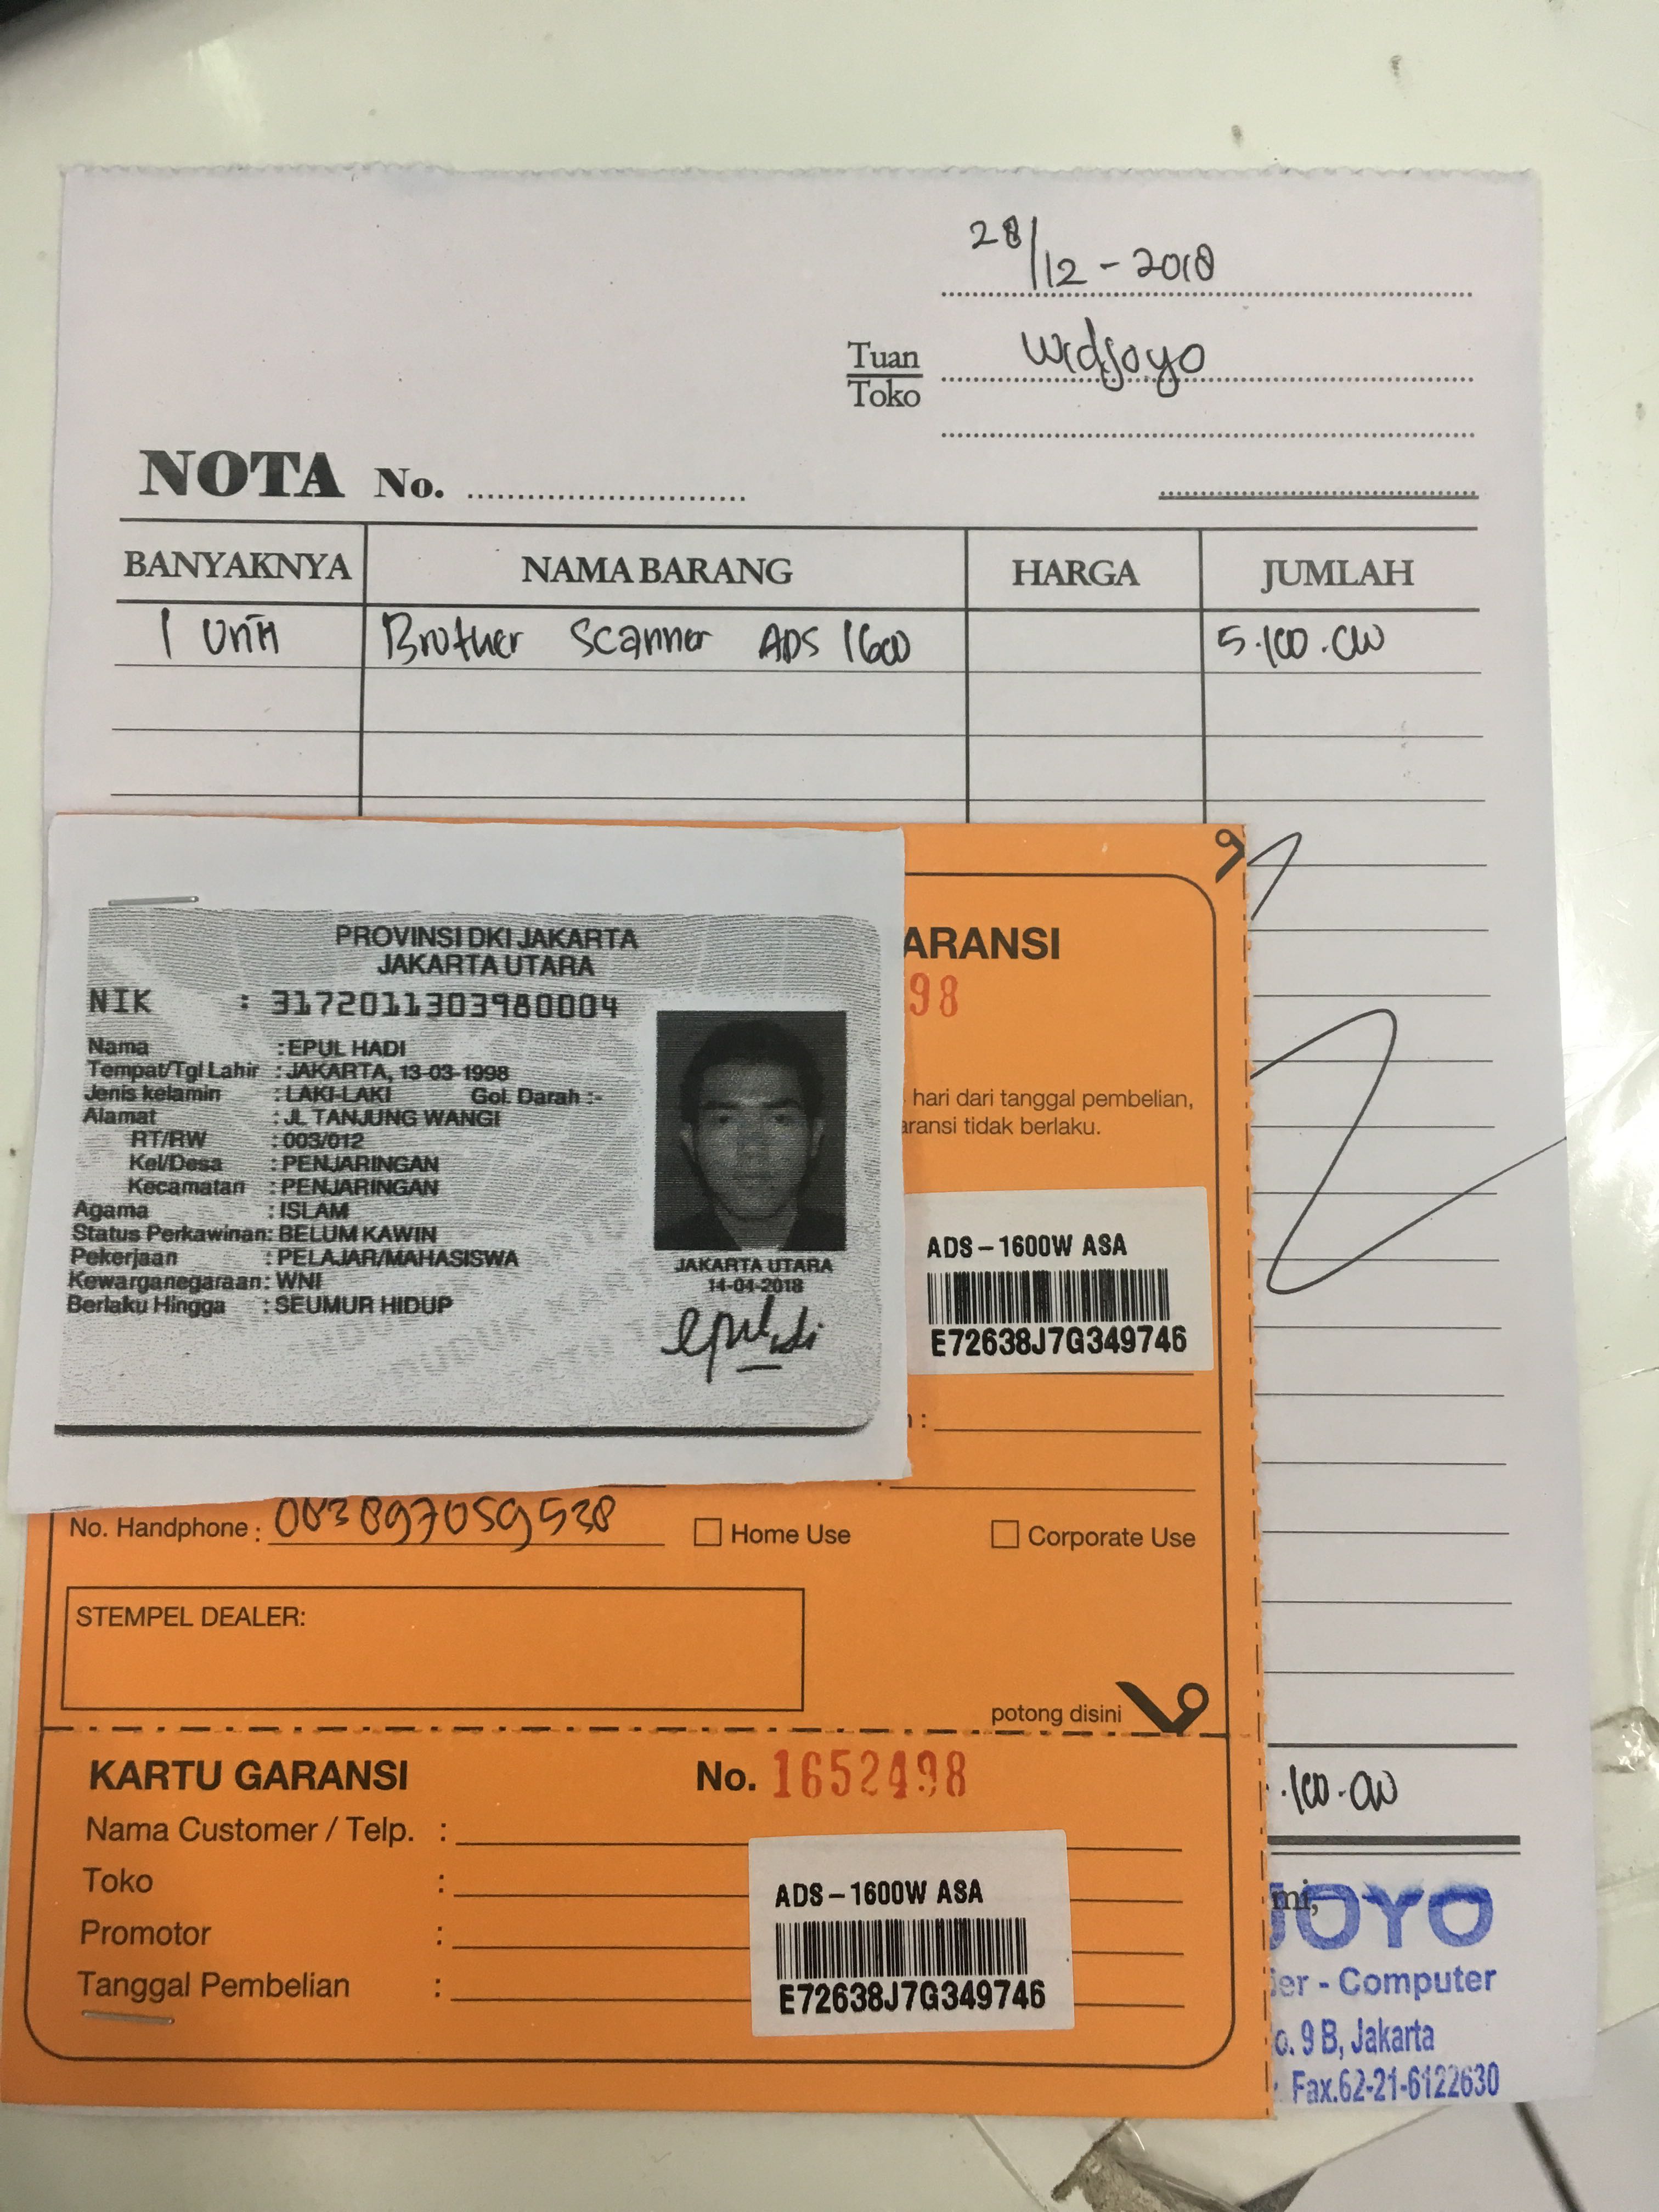 28/12-2018
Tuan
Toko
Widjoyo
NOTA No.
BANYAKNYA NAMA BARANG HARGA JUMLAH
1 Unit Brother Scanner ADS 1600 5.100.000
PROVINSI DKI JAKARTA
JAKARTA UTARA
NIK : 3172011303980004
Nama : EPUL HADI
Tempat/Tgl Lahir : JAKARTA, 13-03-1998
Jenis kelamin : LAKI-LAKI Gol. Darah :-
Alamat : JL TANJUNG WANGI
RT/RW : 003/012
Kel/Desa : PENJARINGAN
Kecamatan : PENJARINGAN
Agama : ISLAM
Status Perkawinan: BELUM KAWIN
Pekerjaan : PELAJAR/MAHASISWA
Kewarganegaraan: WNI
Berlaku Hingga : SEUMUR HIDUP
JAKARTA UTARA
14-04-2018
ARANSI
98
hari dari tanggal pembelian,
aransi tidak berlaku.
ADS-1600W ASA
E72638J7G349746
No. Handphone : 083897059538 Home Use Corporate Use
STEMPEL DEALER:
potong disini
KARTU GARANSI No. 1652498
Nama Customer / Telp. :
Toko :
Promotor :
Tanggal Pembelian :
ADS-1600W ASA
E72638J7G349746
.100.000
mi,
JOYO
er - Computer
o. 9 B, Jakarta
Fax.62-21-6122630